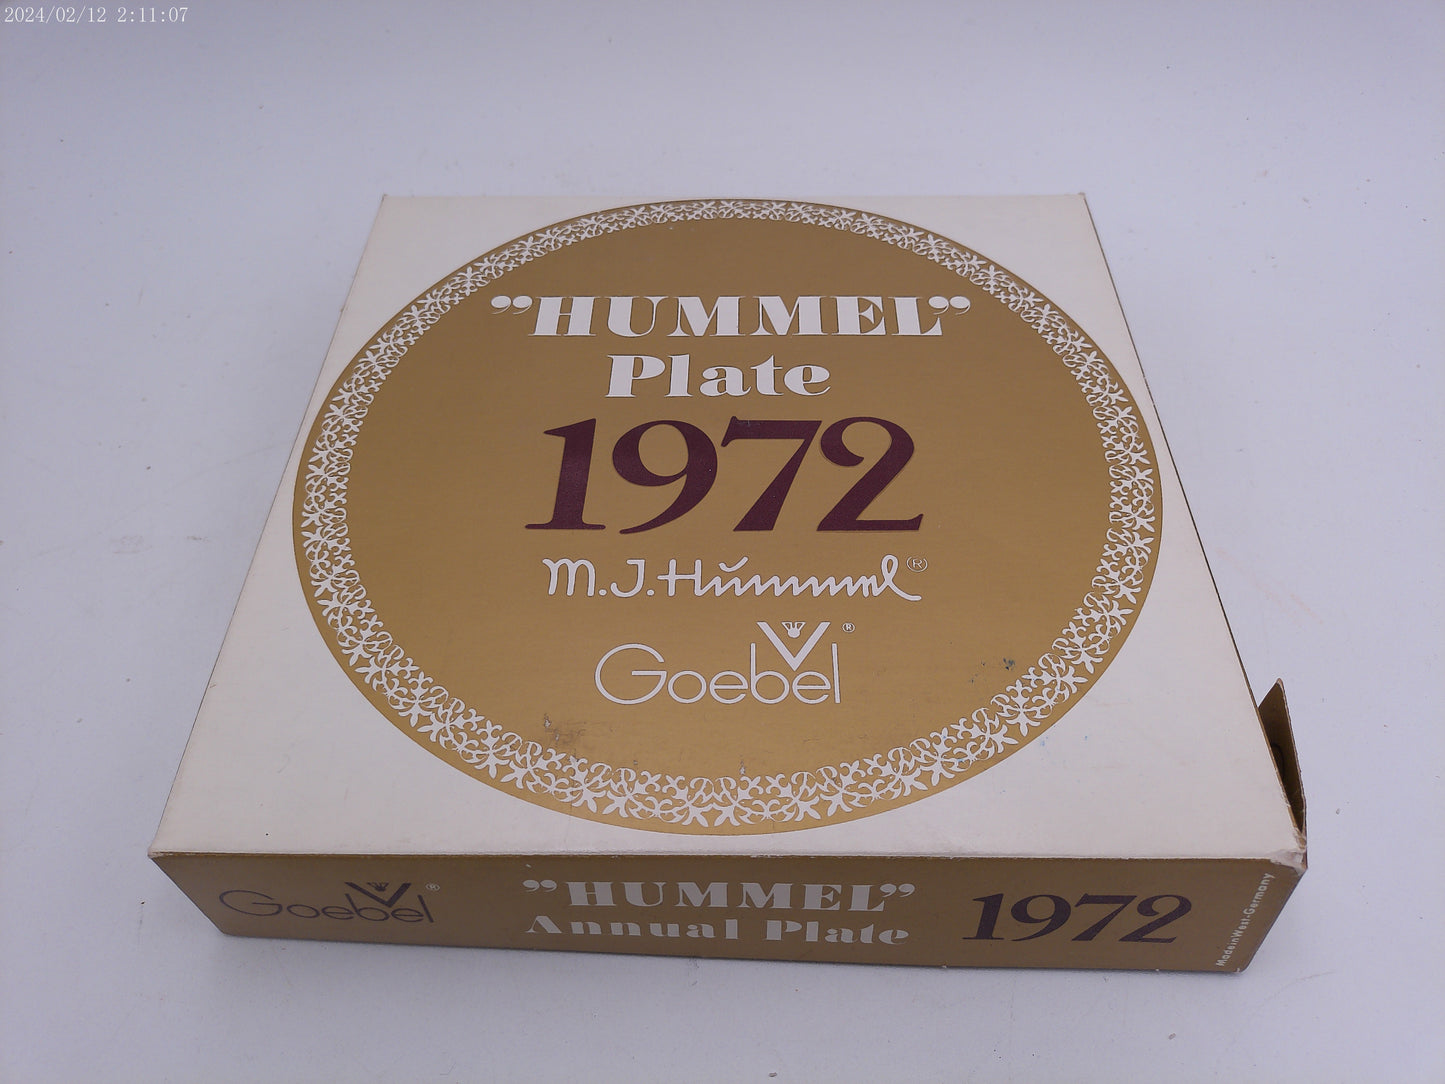 2024/02/12 2:11:07
”HUMMEL”
Plate
1972
M.J.Hümmel®
Goebel®
Goebel®
”HUMMEL”
Annual Plate
1972
Made in West-Germany